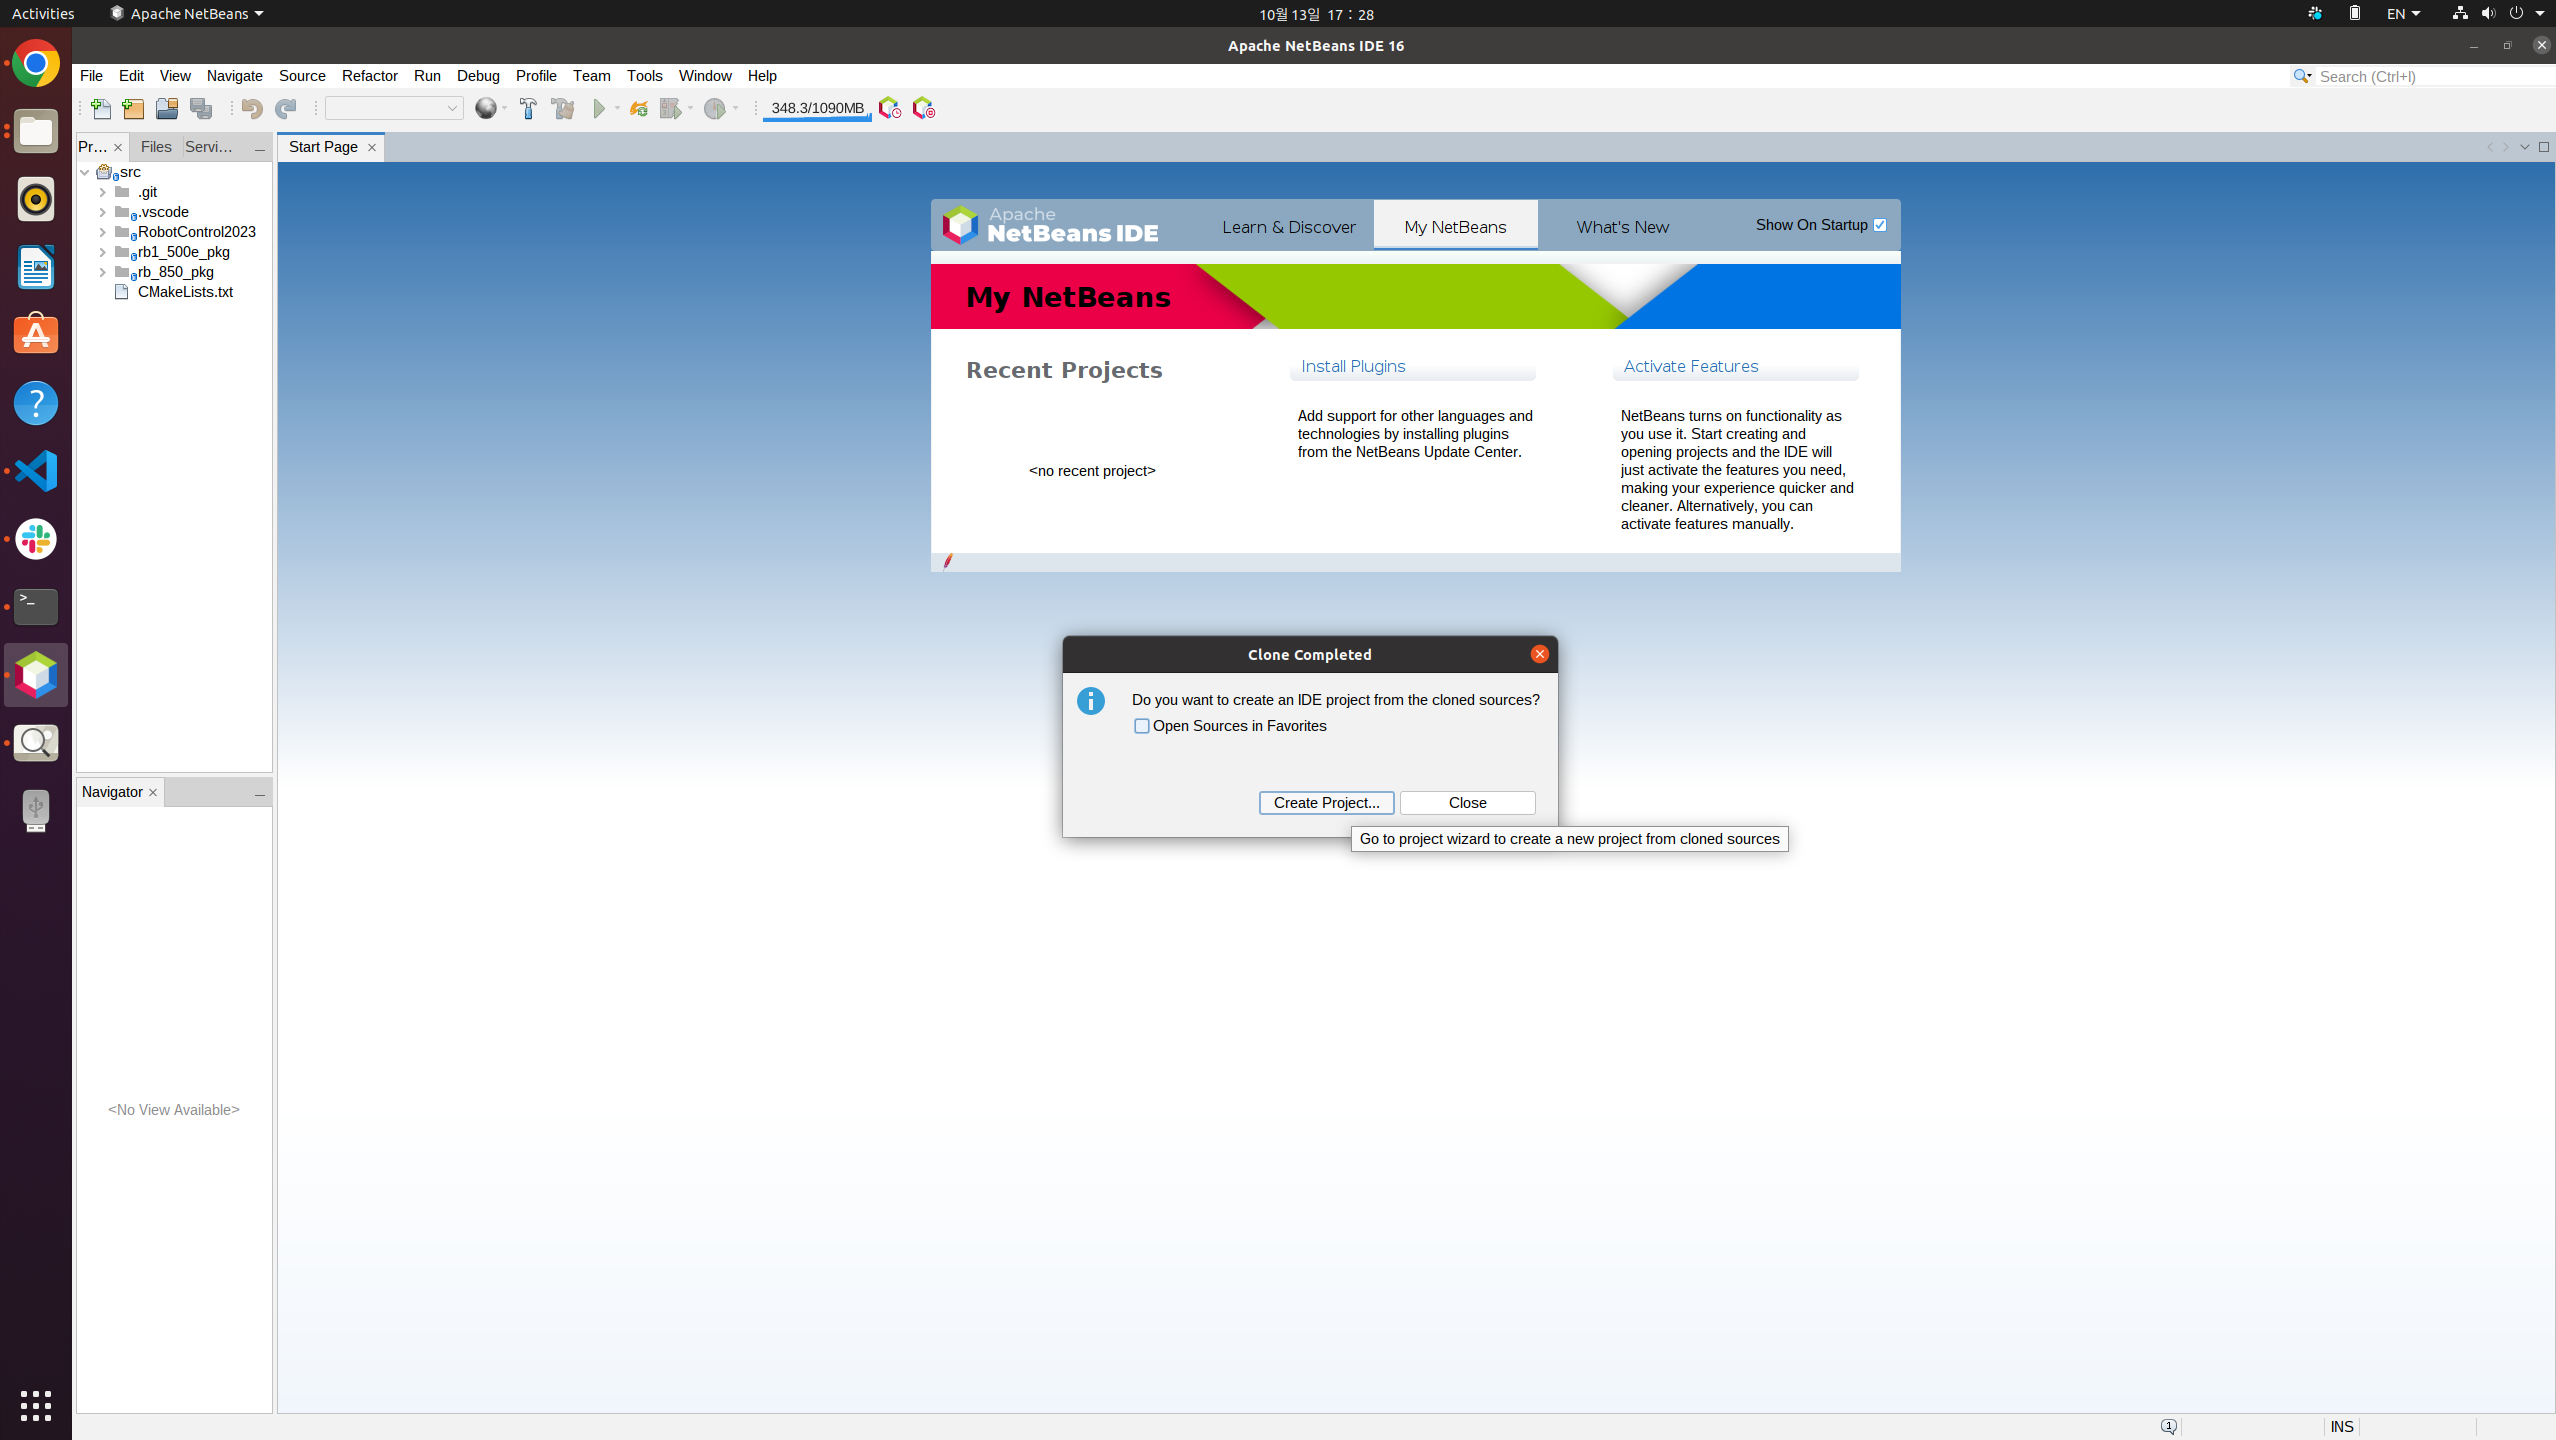 Activities
Apache NetBeans
10월 13일 17 : 28
EN
Apache NetBeans IDE 16
File Edit View Navigate Source Refactor Run Debug Profile Team Tools Window Help
Search (Ctrl+I)
348.3/1090MB
Pr... Files Servi...
Start Page
src
.git
.vscode
RobotControl2023
rb1_500e_pkg
rb_850_pkg
CMakeLists.txt
Apache
NetBeans IDE
Learn & Discover
My NetBeans
What's New
Show On Startup
My NetBeans
Recent Projects
<no recent project>
Install Plugins
Add support for other languages and
technologies by installing plugins
from the NetBeans Update Center.
Activate Features
NetBeans turns on functionality as
you use it. Start creating and
opening projects and the IDE will
just activate the features you need,
making your experience quicker and
cleaner. Alternatively, you can
activate features manually.
Clone Completed
Do you want to create an IDE project from the cloned sources?
Open Sources in Favorites
Create Project...
Close
Go to project wizard to create a new project from cloned sources
Navigator
<No View Available>
1
INS